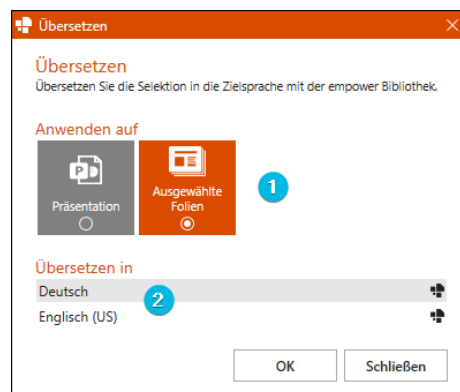 Übersetzen
Übersetzen
Übersetzen Sie die Selektion in die Zielsprache mit der empower Bibliothek.
Anwenden auf
Präsentation
Ausgewählte
Folien
1
Übersetzen in
Deutsch
2
Englisch (US)
OK
Schließen